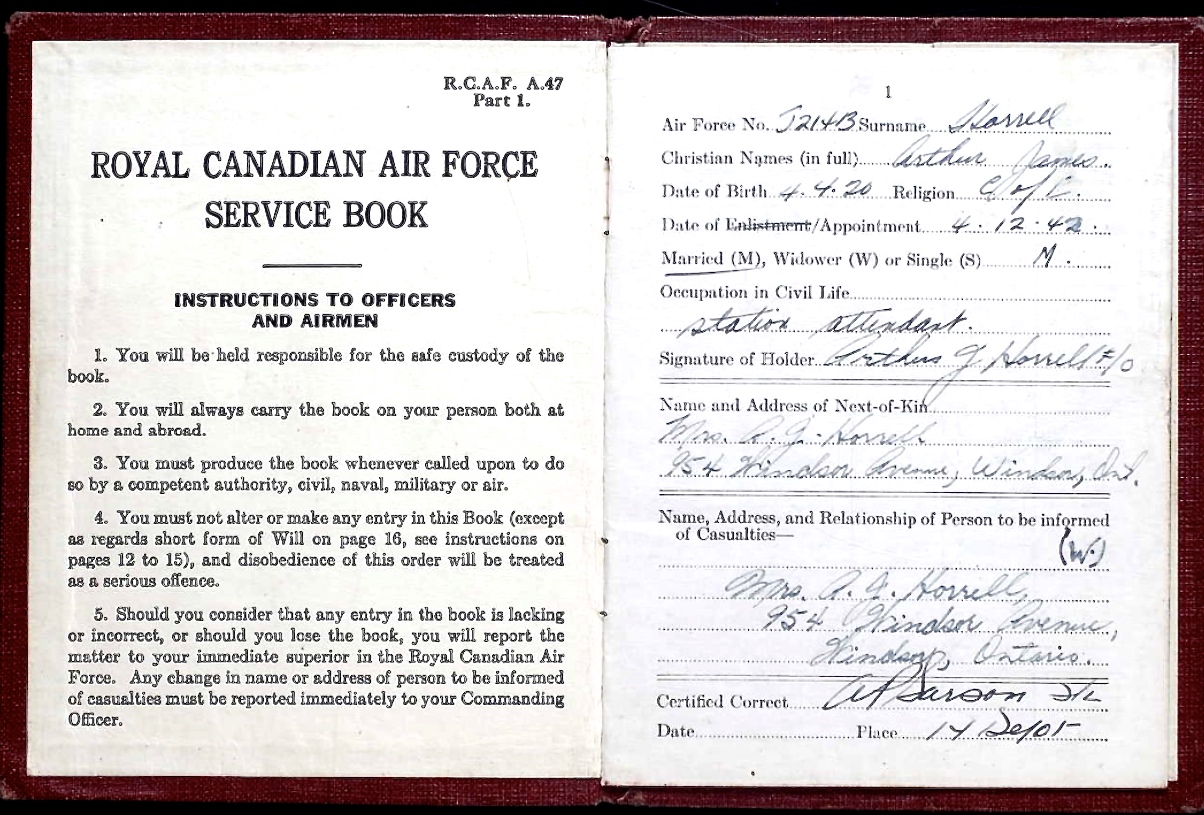 R.C.A.F. A.47
Part 1.
ROYAL CANADIAN AIR FORCE
SERVICE BOOK
INSTRUCTIONS TO OFFICERS
AND AIRMEN
1. You will be held responsible for the safe custody of the
book.
2. You will always carry the book on your person both at
home and abroad.
3. You must produce the book whenever called upon to do
so by a competent authority, civil, naval, military or air.
4. You must not alter or make any entry in this Book (except
as regards short form of Will on page 16, see instructions on
pages 12 to 15), and disobedience of this order will be treated
as a serious offence.
5. Should you consider that any entry in the book is lacking
or incorrect, or should you lose the book, you will report the
matter to your immediate superior in the Royal Canadian Air
Force. Any change in name or address of person to be informed
of casualties must be reported immediately to your Commanding
Officer.
1
Air Force No. Surname Horrell
Christian Names (in full) Arthur James.
Date of Birth 4.4.20 Religion C of E.
Date of Enlistment/Appointment 4.12.42.
Married (M), Widower (W) or Single (S) M.
Occupation in Civil Life
station attendant.
Signature of Holder Arthur J Horrell F/O
Name and Address of Next-of-Kin
Mrs. A. J. Horrell
954 Windsor Avenue, Windsor, Ont.
Name, Address, and Relationship of Person to be informed
of Casualties—
(W.)
Mrs. A. J. Horrell,
954 Windsor Avenue,
Windsor, Ontario.
Certified Correct
Date Place Depot